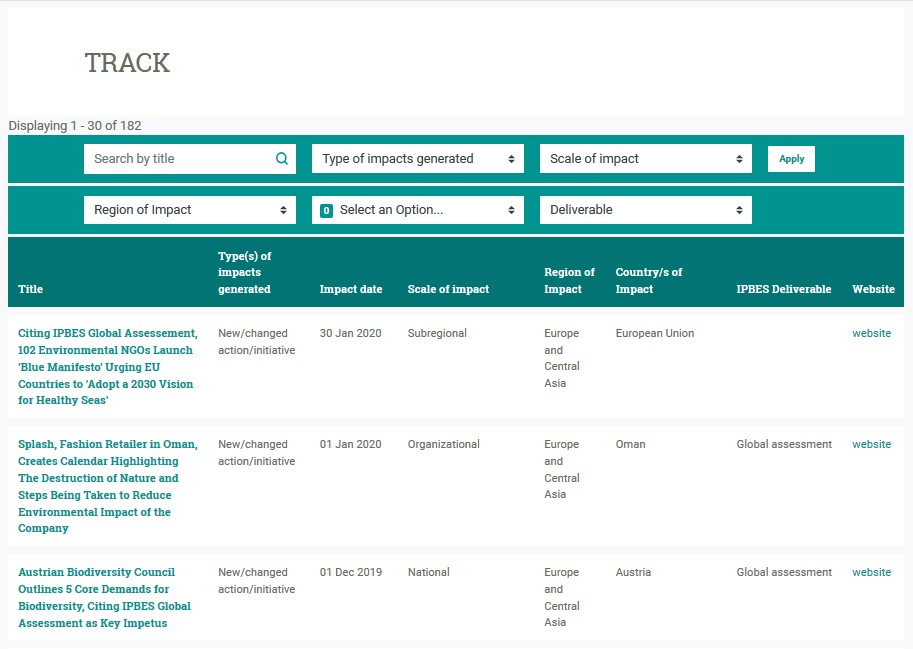 TRACK
Displaying 1 - 30 of 182
Search by title
Type of impacts generated
Scale of impact
Apply
Region of Impact
0 Select an Option...
Deliverable
Title
Type(s) of
impacts
generated
Impact date
Scale of impact
Region of
Impact
Country/s of
Impact
IPBES Deliverable
Website
Citing IPBES Global Assessement,
102 Environmental NGOs Launch
'Blue Manifesto' Urging EU
Countries to 'Adopt a 2030 Vision
for Healthy Seas'
New/changed
action/initiative
30 Jan 2020
Subregional
Europe
and
Central
Asia
European Union
website
Splash, Fashion Retailer in Oman,
Creates Calendar Highlighting
The Destruction of Nature and
Steps Being Taken to Reduce
Environmental Impact of the
Company
New/changed
action/initiative
01 Jan 2020
Organizational
Europe
and
Central
Asia
Oman
Global assessment
website
Austrian Biodiversity Council
Outlines 5 Core Demands for
Biodiversity, Citing IPBES Global
Assessment as Key Impetus
New/changed
action/initiative
01 Dec 2019
National
Europe
and
Central
Asia
Austria
Global assessment
website